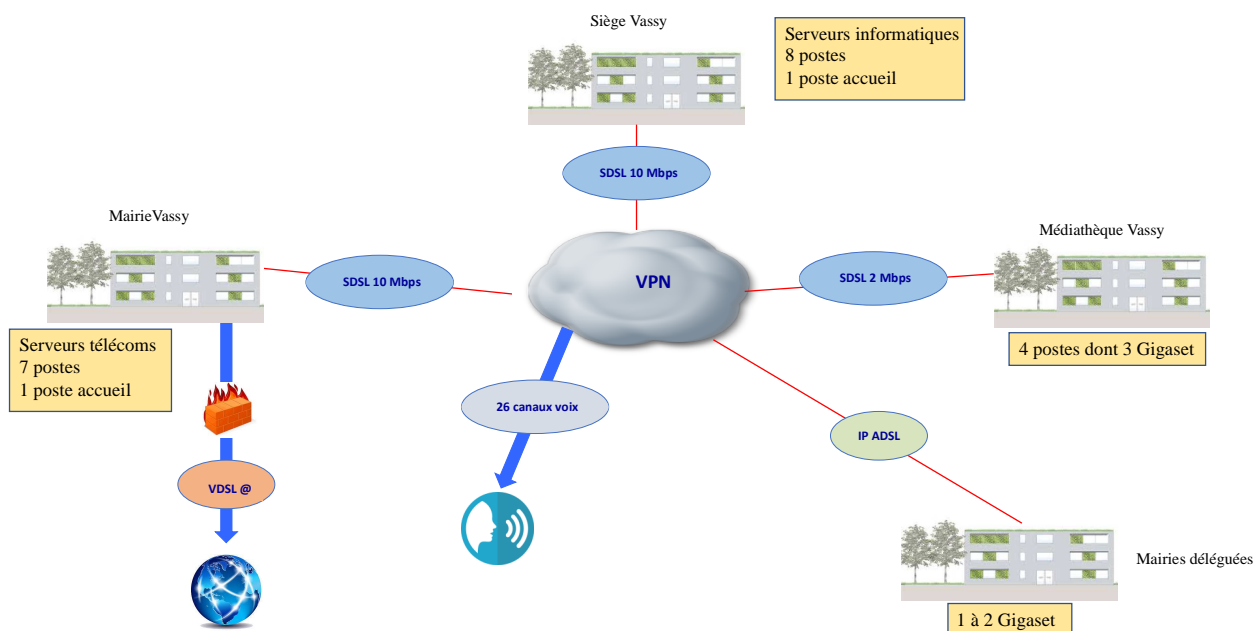 Siège Vassy
Serveurs informatiques
8 postes
1 poste accueil
SDSL 10 Mbps
MairieVassy
Médiathèque Vassy
SDSL 10 Mbps
VPN
SDSL 2 Mbps
Serveurs télécoms
7 postes
1 poste accueil
4 postes dont 3 Gigaset
26 canaux voix
IP ADSL
VDSL @
Mairies déléguées
1 à 2 Gigaset